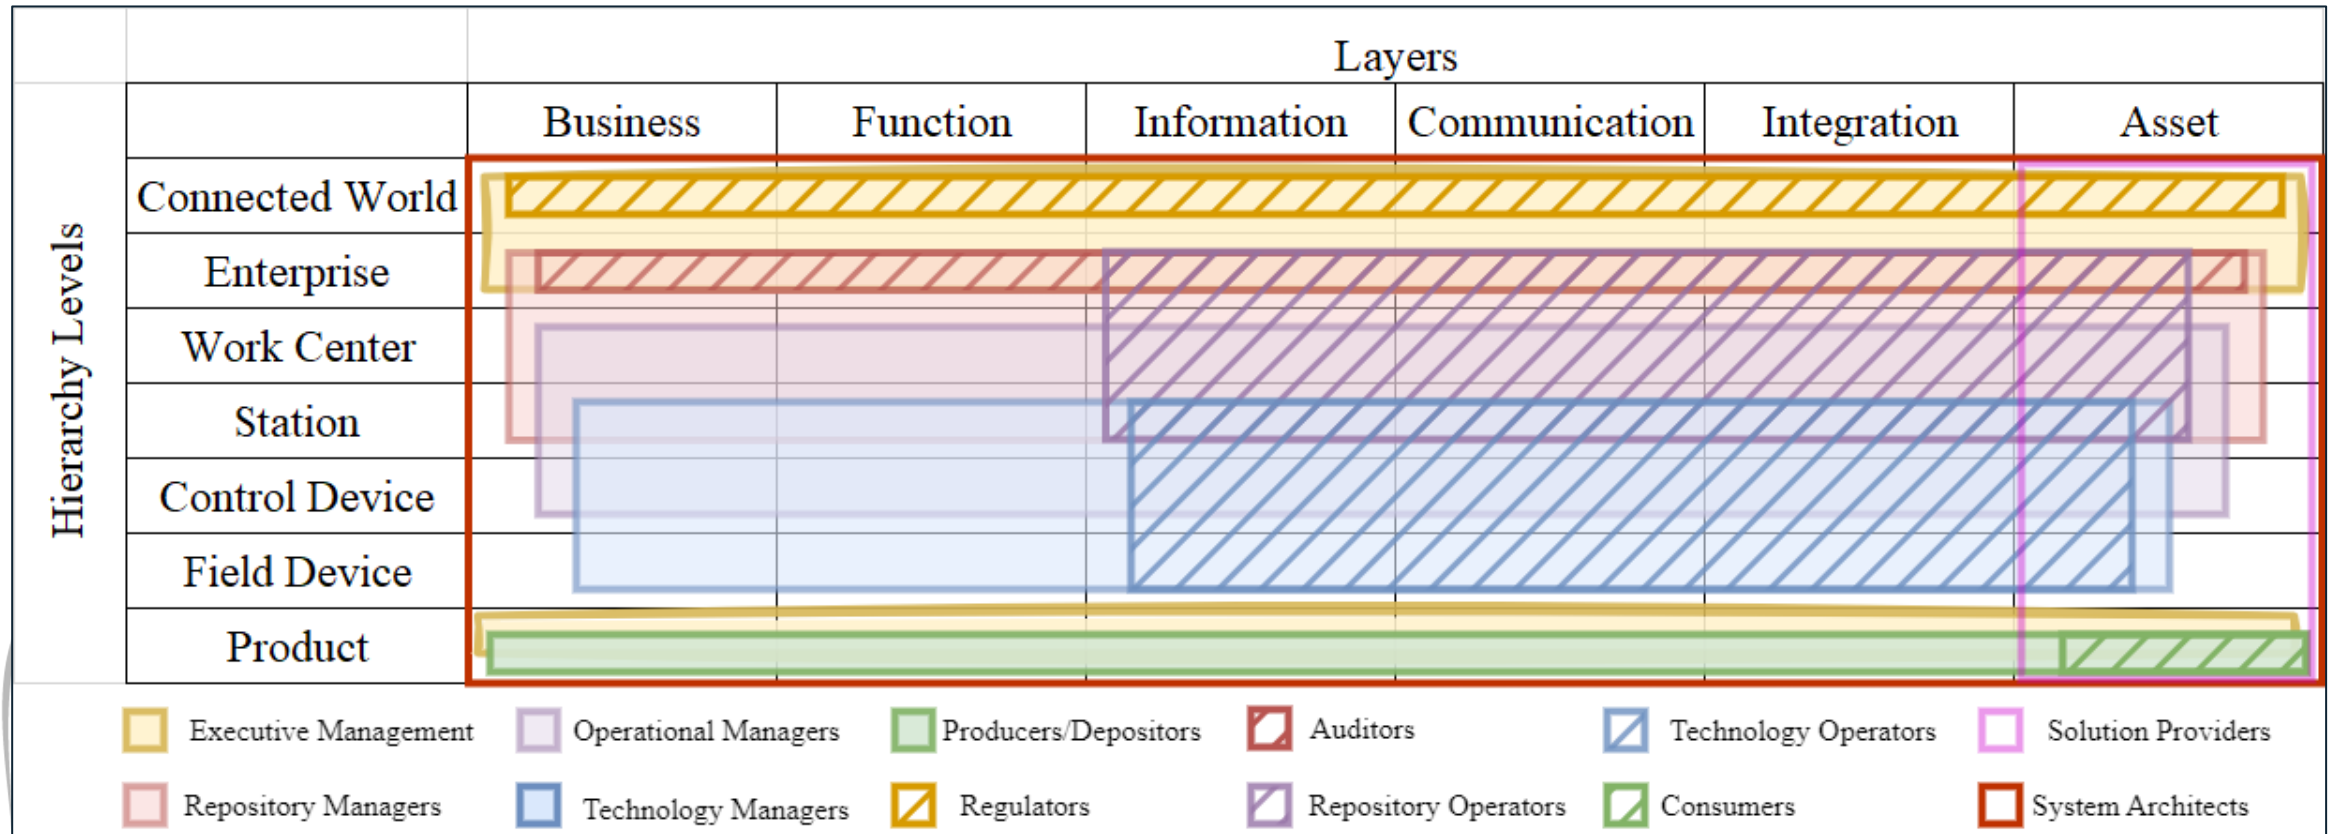 Layers
Business Function Information Communication Integration Asset
Hierarchy Levels
Connected World
Enterprise
Work Center
Station
Control Device
Field Device
Product
Executive Management Operational Managers Producers/Depositors Auditors Technology Operators Solution Providers
Repository Managers Technology Managers Regulators Repository Operators Consumers System Architects